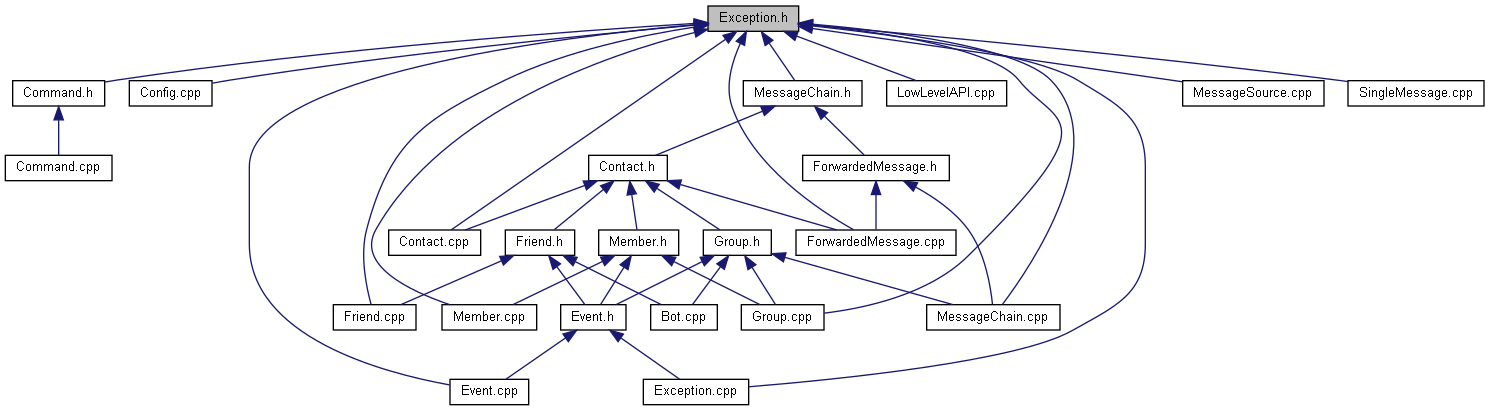 Exception.h
Command.h
Config.cpp
MessageChain.h
LowLevelAPI.cpp
MessageSource.cpp
SingleMessage.cpp
Command.cpp
Contact.h
ForwardedMessage.h
Contact.cpp
Friend.h
Member.h
Group.h
ForwardedMessage.cpp
Friend.cpp
Member.cpp
Event.h
Bot.cpp
Group.cpp
MessageChain.cpp
Event.cpp
Exception.cpp